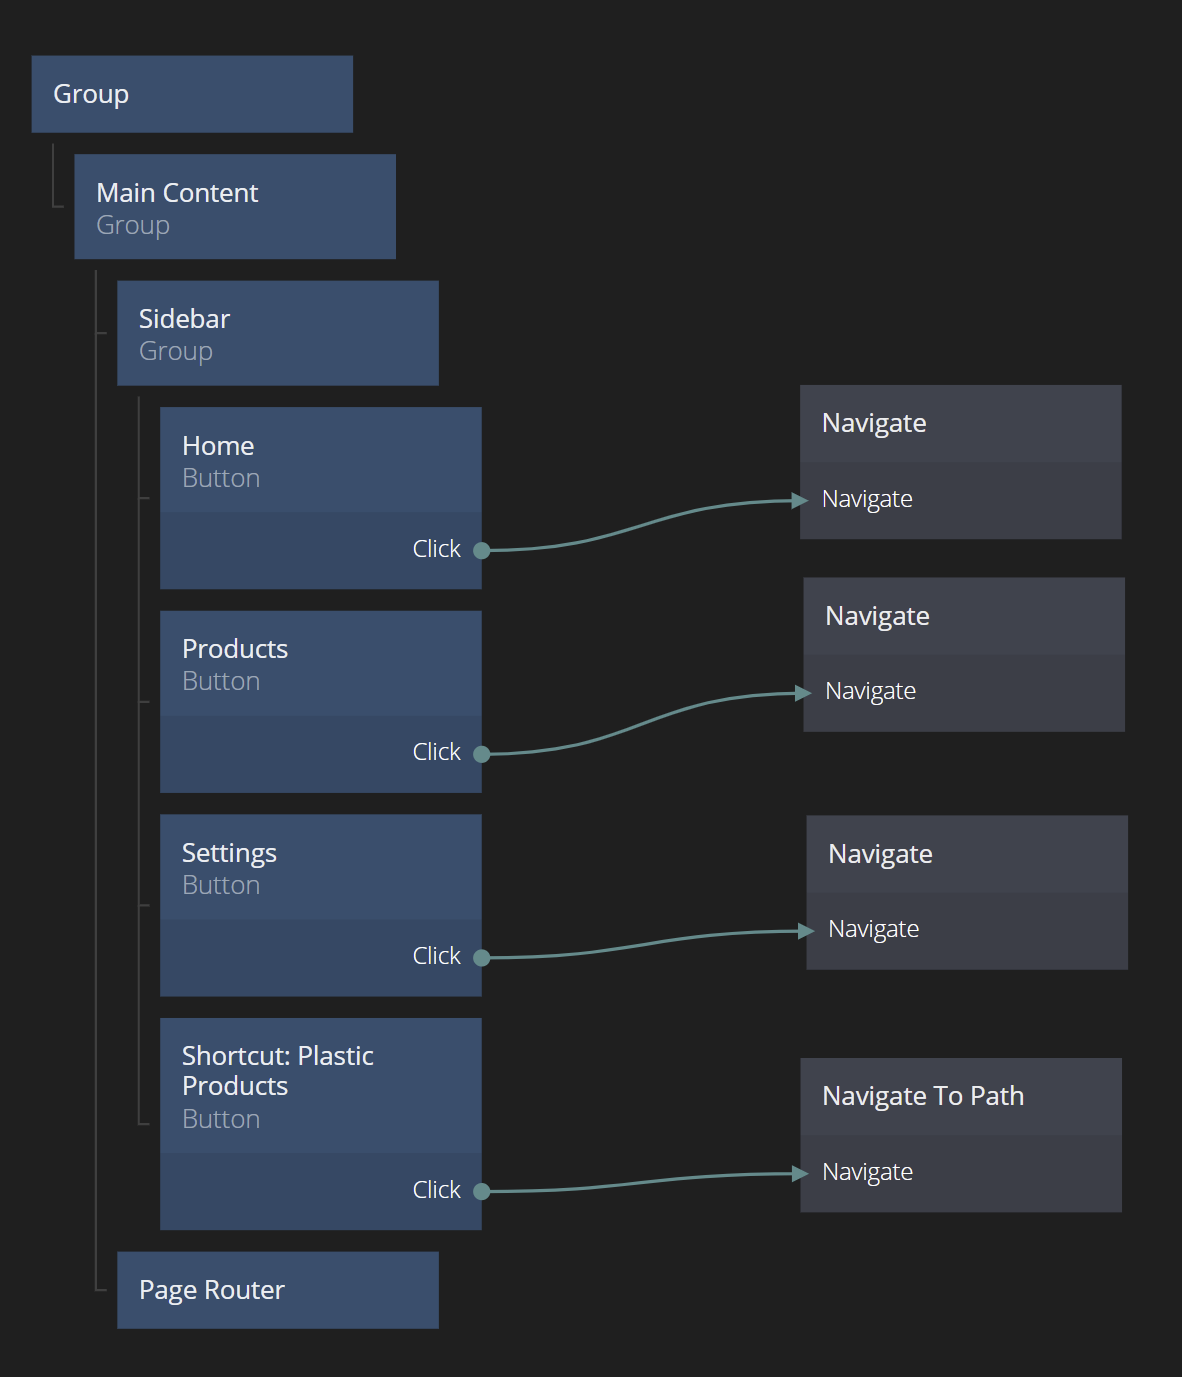 Group
Main Content
Group
Sidebar
Group
Home
Button
Click
Navigate
Navigate
Products
Button
Click
Navigate
Navigate
Settings
Button
Click
Navigate
Navigate
Shortcut: Plastic
Products
Button
Click
Navigate To Path
Navigate
Page Router